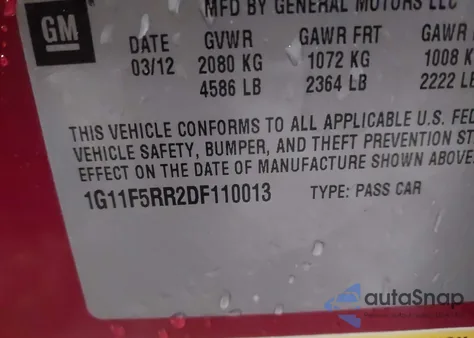 MFD BY GENERAL MOTORS LLC
GM
DATE GVWR GAWR FRT GAWR
03/12 2080 KG 1072 KG 1008 K
4586 LB 2364 LB 2222 LB
THIS VEHICLE CONFORMS TO ALL APPLICABLE U.S. FED
VEHICLE SAFETY, BUMPER, AND THEFT PREVENTION ST
EFFECT ON THE DATE OF MANUFACTURE SHOWN ABOVE.
1G11F5RR2DF110013 TYPE: PASS CAR
autoSnap